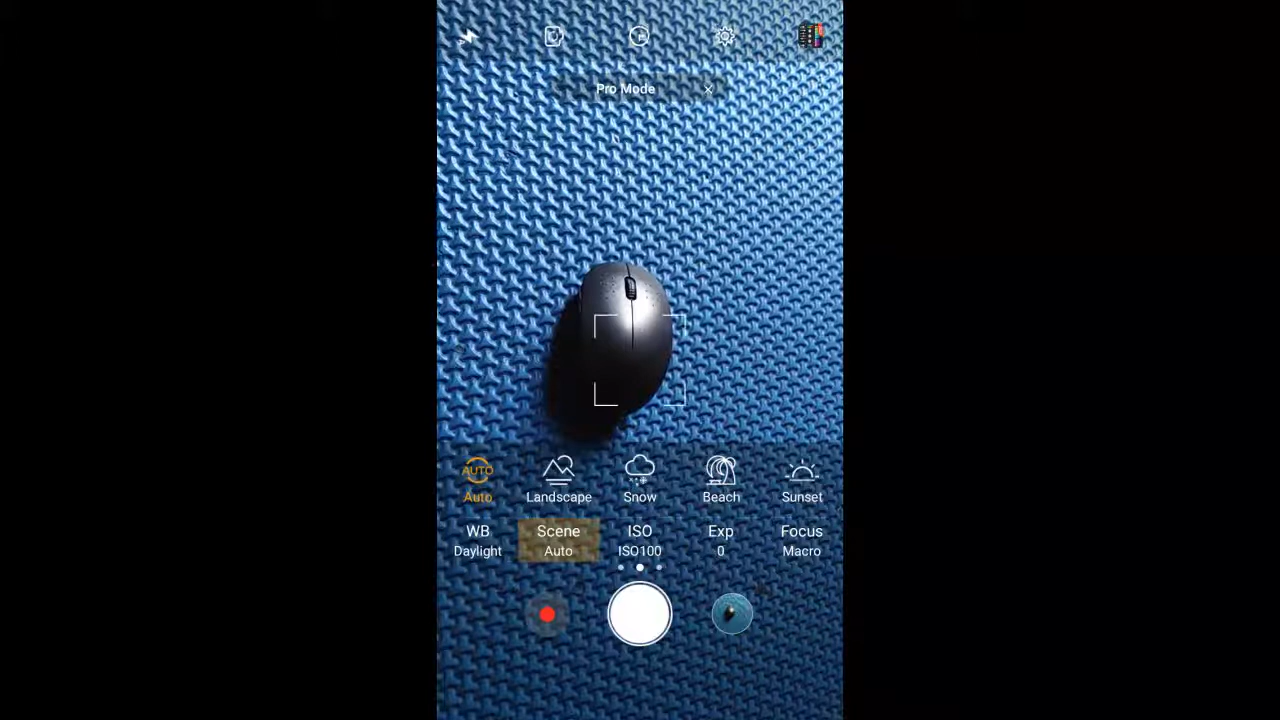 Pro Mode
AUTO
Auto Landscape Snow Beach Sunset
WB Scene ISO Exp Focus
Daylight Auto ISO100 0 Macro